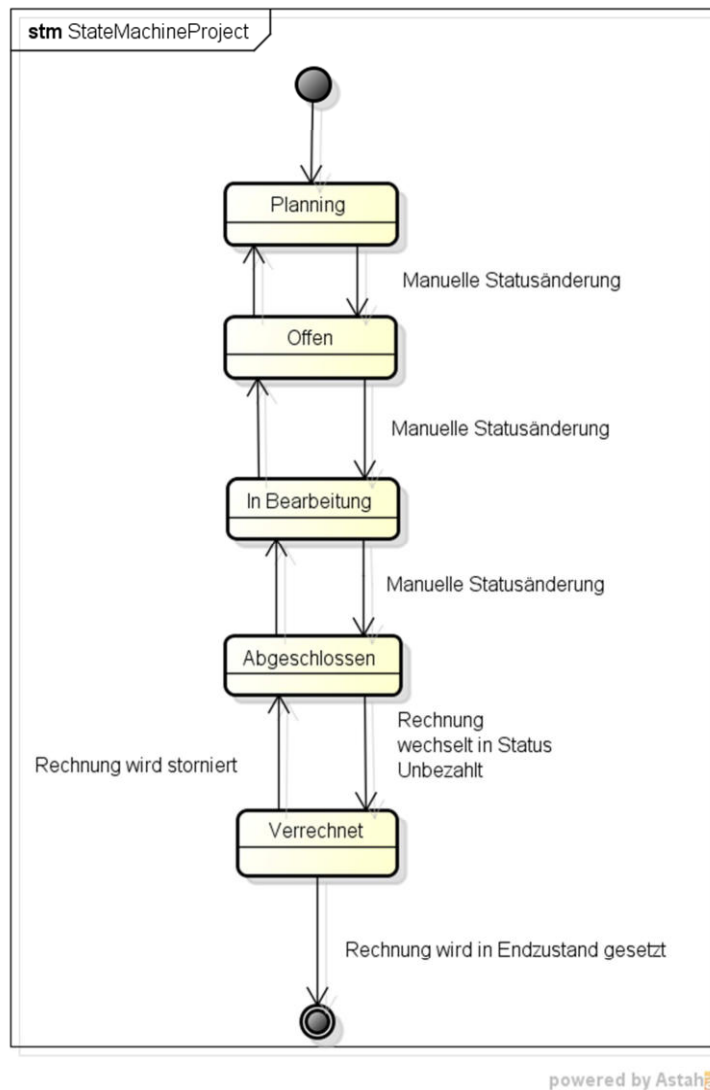 stm StateMachineProject
Planning
Manuelle Statusänderung
Offen
Manuelle Statusänderung
In Bearbeitung
Manuelle Statusänderung
Abgeschlossen
Rechnung
wechselt in Status
Unbezahlt
Rechnung wird storniert
Verrechnet
Rechnung wird in Endzustand gesetzt
powered by Astah